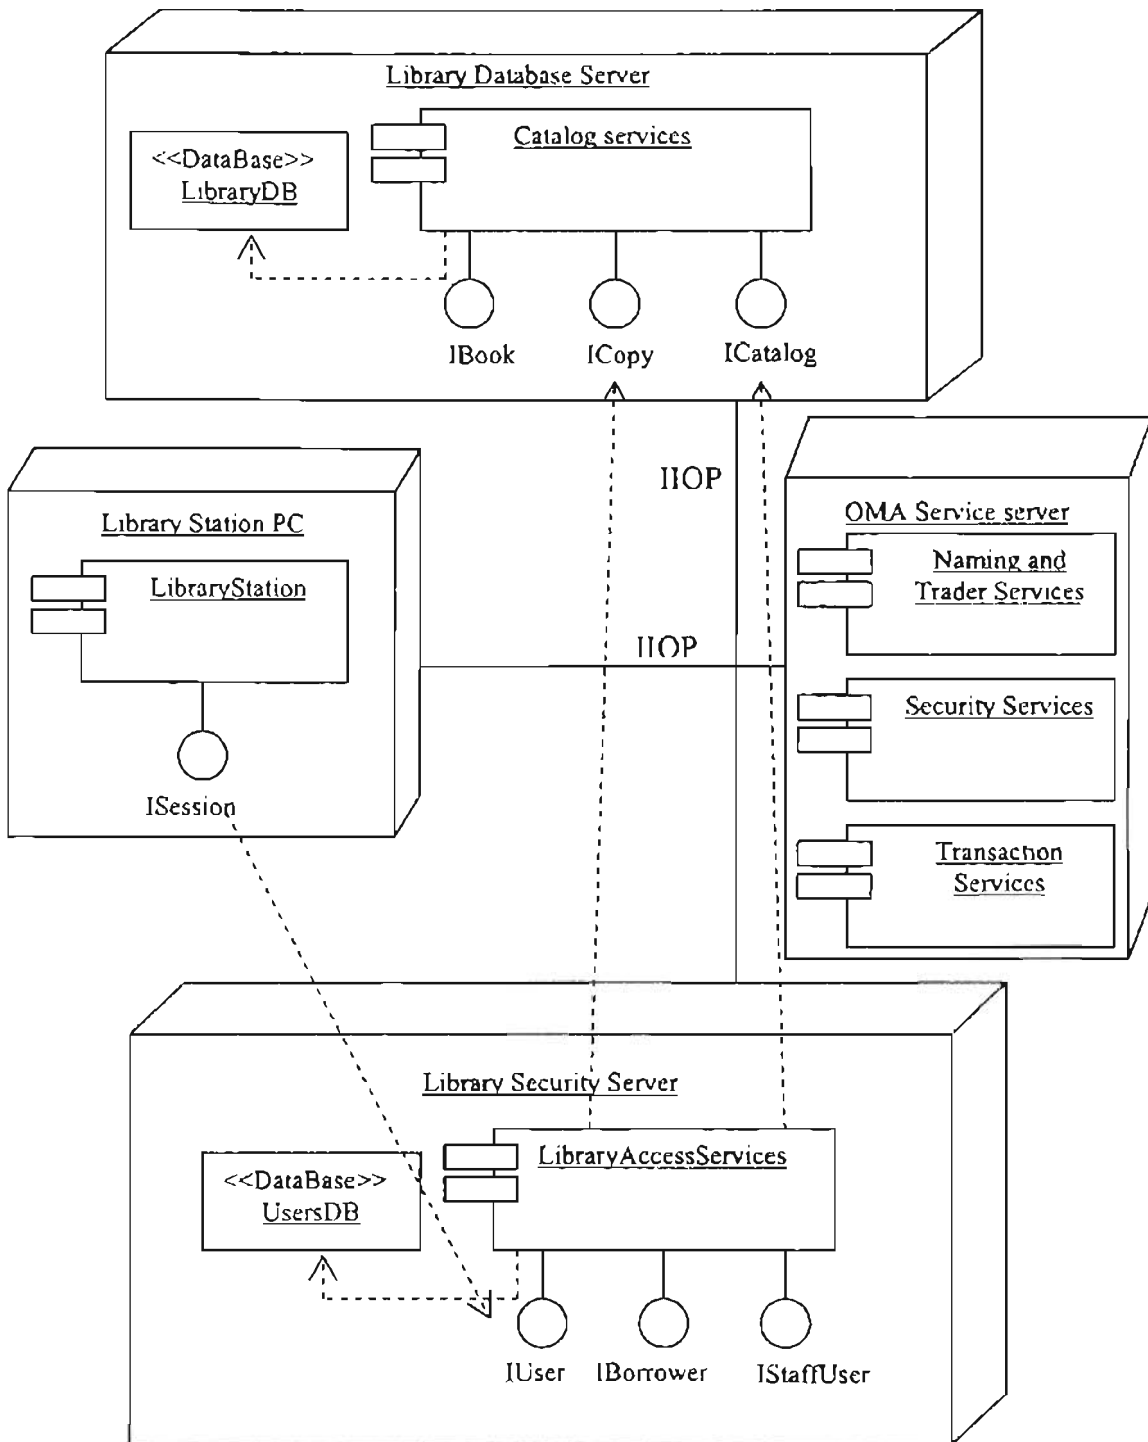 Library Database Server
Catalog services
<<DataBase>>
LibraryDB
IBook
ICopy
ICatalog
IIOP
Library Station PC
LibraryStation
ISession
IIOP
OMA Service server
Naming and
Trader Services
Security Services
Transaction
Services
Library Security Server
LibraryAccessServices
<<DataBase>>
UsersDB
IUser
IBorrower
IStaffUser